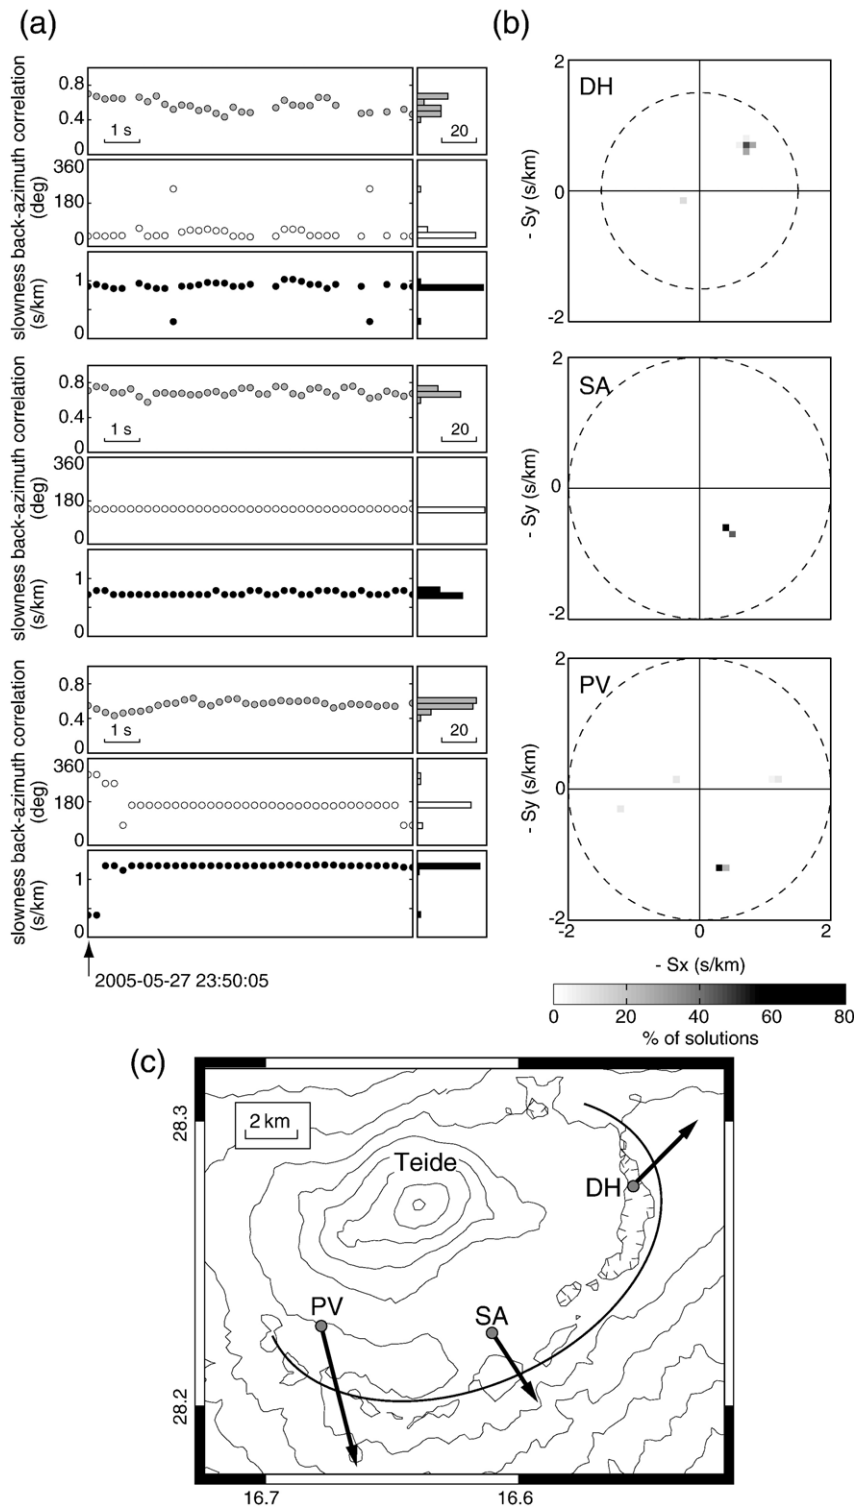 (a)
(b)
slowness back-azimuth correlation
(s/km)
(deg)
0.8
0.4
0
1 s
20
360
180
0
1
0
slowness back-azimuth correlation
(s/km)
(deg)
0.8
0.4
0
1 s
20
360
180
0
1
0
slowness back-azimuth correlation
(s/km)
(deg)
0.8
0.4
0
1 s
20
360
180
0
1
0
2005-05-27 23:50:05
DH
2
0
-2
- Sy (s/km)
SA
2
0
-2
- Sy (s/km)
PV
2
0
-2
- Sy (s/km)
-2 0 2
- Sx (s/km)
0 20 40 60 80
% of solutions
(c)
28.3
28.2
2 km
Teide
DH
PV
SA
16.7 16.6